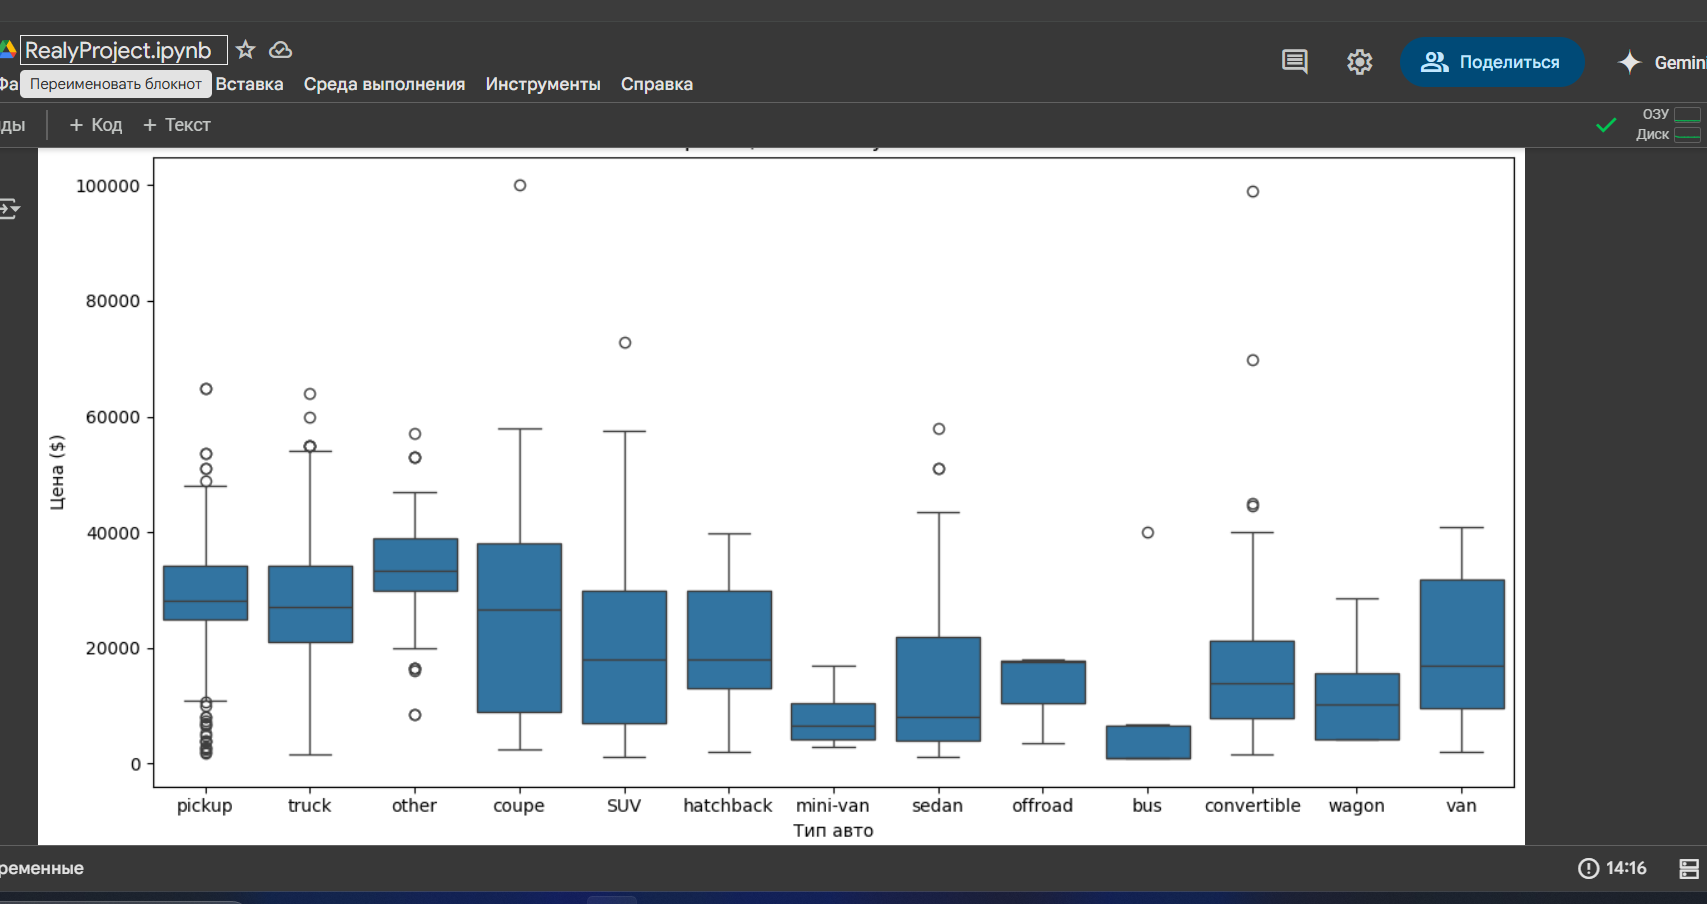 RealyProject.ipynb
Поделиться
Gemini
Фа
Переименовать блокнот
Вставка
Среда выполнения
Инструменты
Справка
ды
+ Код
+ Текст
ОЗУ
Диск
100000
80000
60000
40000
20000
0
Цена ($)
pickup truck other coupe SUV hatchback mini-van sedan offroad bus convertible wagon van
Тип авто
ременные
14:16